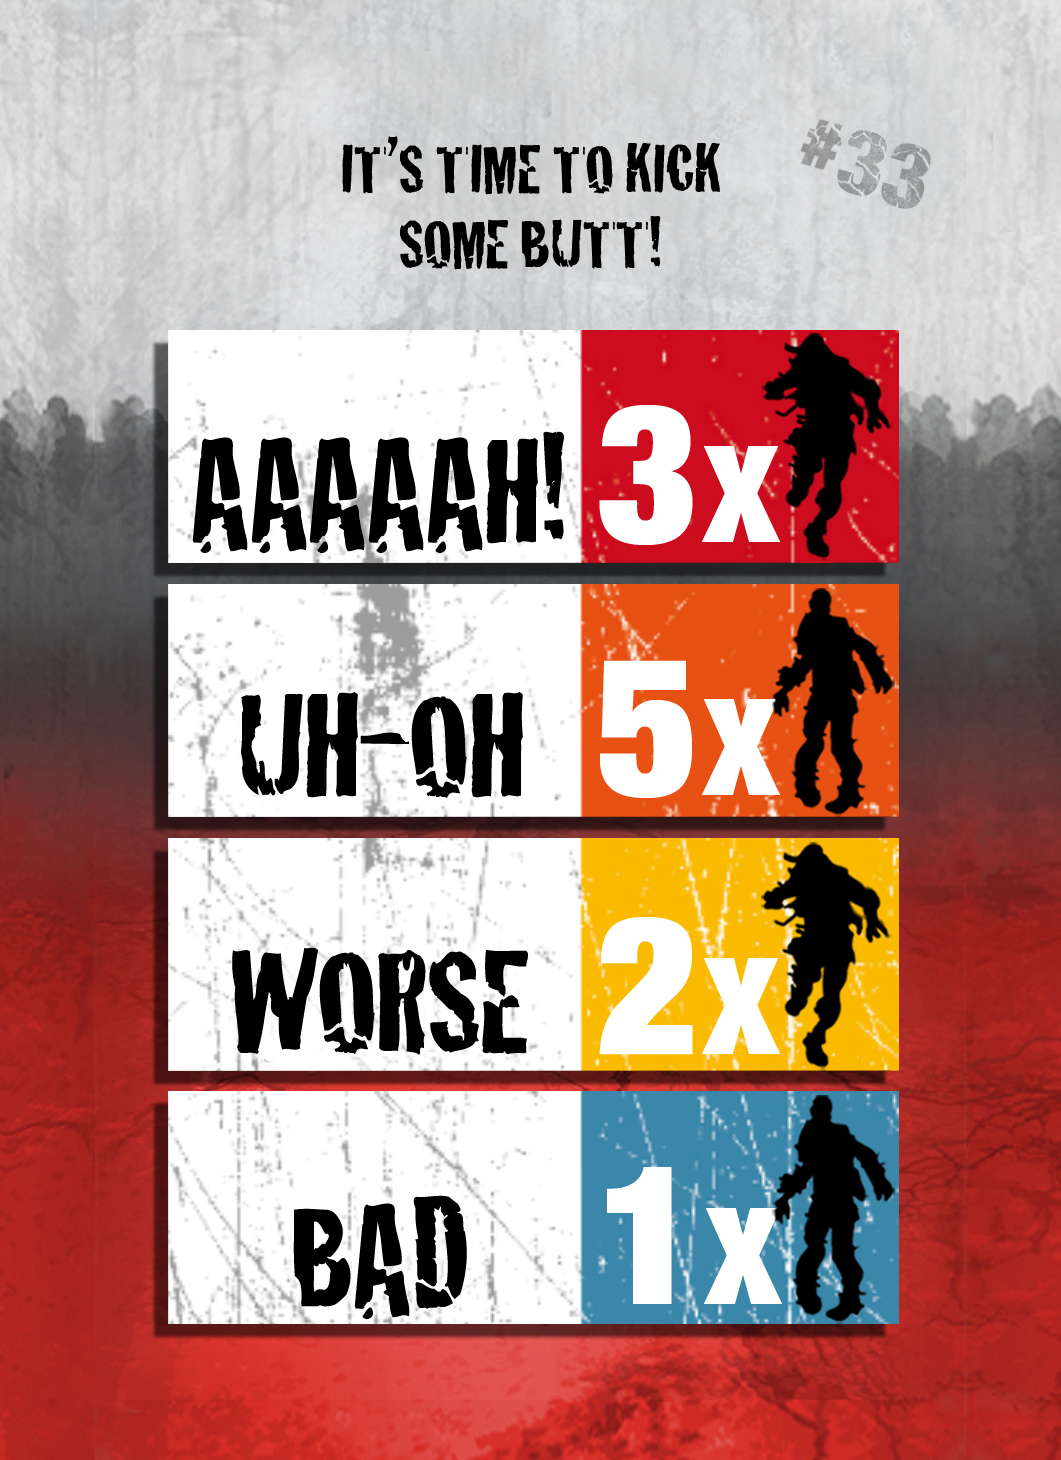 IT'S TIME TO KICK
#33
SOME BUTT!
AAAAAH!
3x
UH-OH
5x
WORSE
2x
BAD
1x